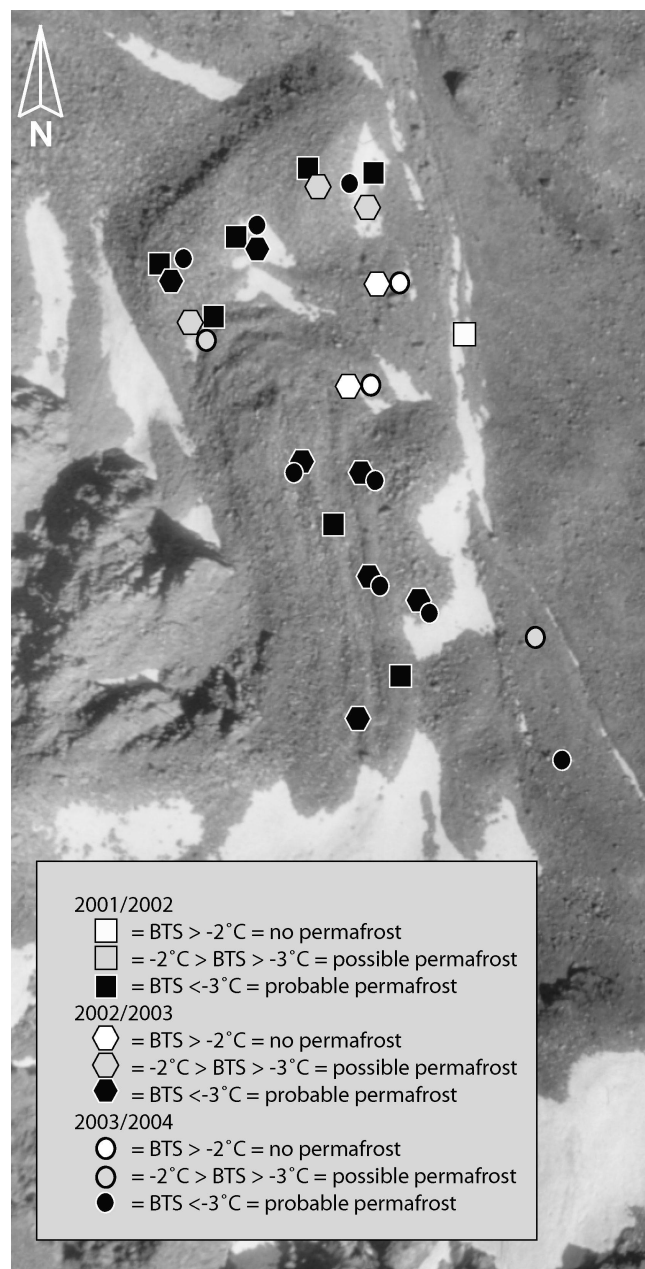 N
2001/2002
= BTS > -2˚C = no permafrost
= -2˚C > BTS > -3˚C = possible permafrost
= BTS <-3˚C = probable permafrost
2002/2003
= BTS > -2˚C = no permafrost
= -2˚C > BTS > -3˚C = possible permafrost
= BTS <-3˚C = probable permafrost
2003/2004
= BTS > -2˚C = no permafrost
= -2˚C > BTS > -3˚C = possible permafrost
= BTS <-3˚C = probable permafrost